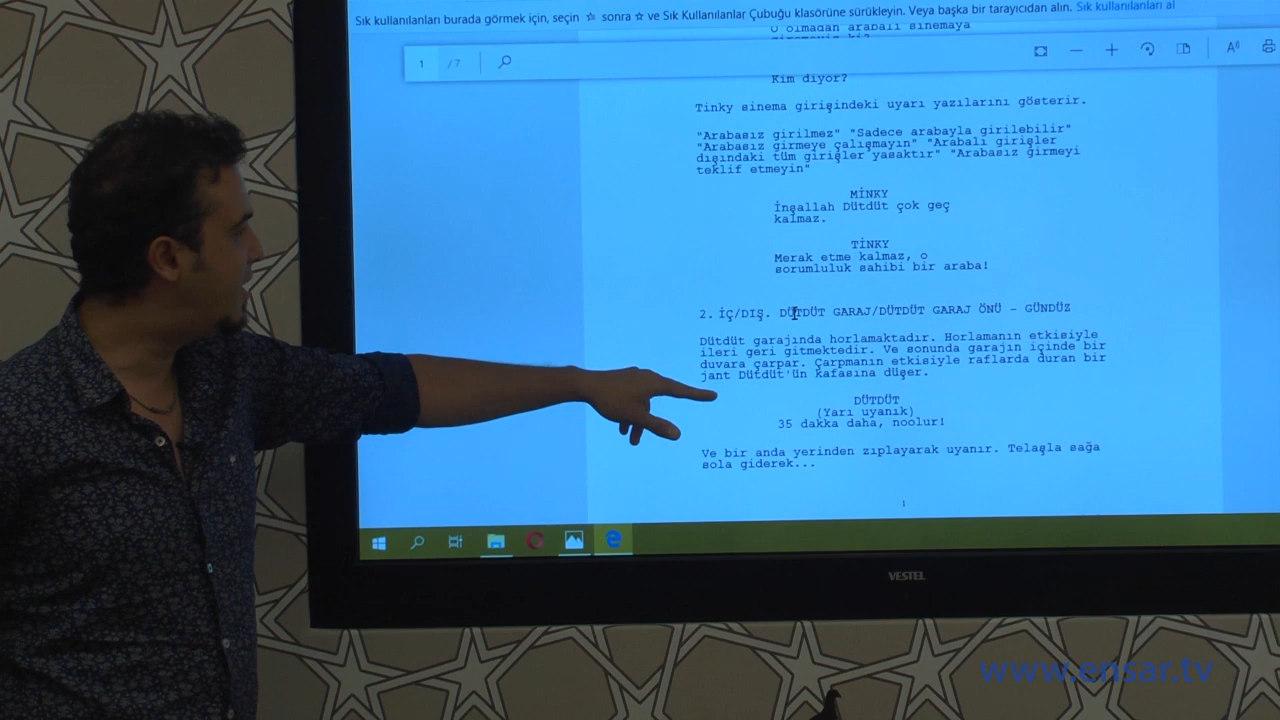 Sık kullanılanları burada görmek için, seçin ☆ sonra ☆ ve Sık Kullanılanlar Çubuğu klasörüne sürükleyin. Veya başka bir tarayıcıdan alın. Sık kullanılanları al
O olmadan arabalı sinemaya
1 /7
Kim diyor?
Tinky sinema girişindeki uyarı yazılarını gösterir.
"Arabasız girilmez" "Sadece arabayla girilebilir"
"Arabasız girmeye çalışmayın" "Arabalı girişler
dışındaki tüm girişler yasaktır" "Arabasız girmeyi
teklif etmeyin"
MİNKY
İnşallah Dütdüt çok geç
kalmaz.
TİNKY
Merak etme kalmaz, o
sorumluluk sahibi bir araba!
2. İÇ/DIŞ. DÜTDÜT GARAJ/DÜTDÜT GARAJ ÖNÜ - GÜNDÜZ
Dütdüt garajında horlamaktadır. Horlamanın etkisiyle
ileri geri gitmektedir. Ve sonunda garajın içinde bir
duvara çarpar. Çarpmanın etkisiyle raflarda duran bir
jant Dütdüt'ün kafasına düşer.
DÜTDÜT
(Yarı uyanık)
35 dakka daha, noolur!
Ve bir anda yerinden zıplayarak uyanır. Telaşla sağa
sola giderek...
1
VESTEL
www.ensar.tv